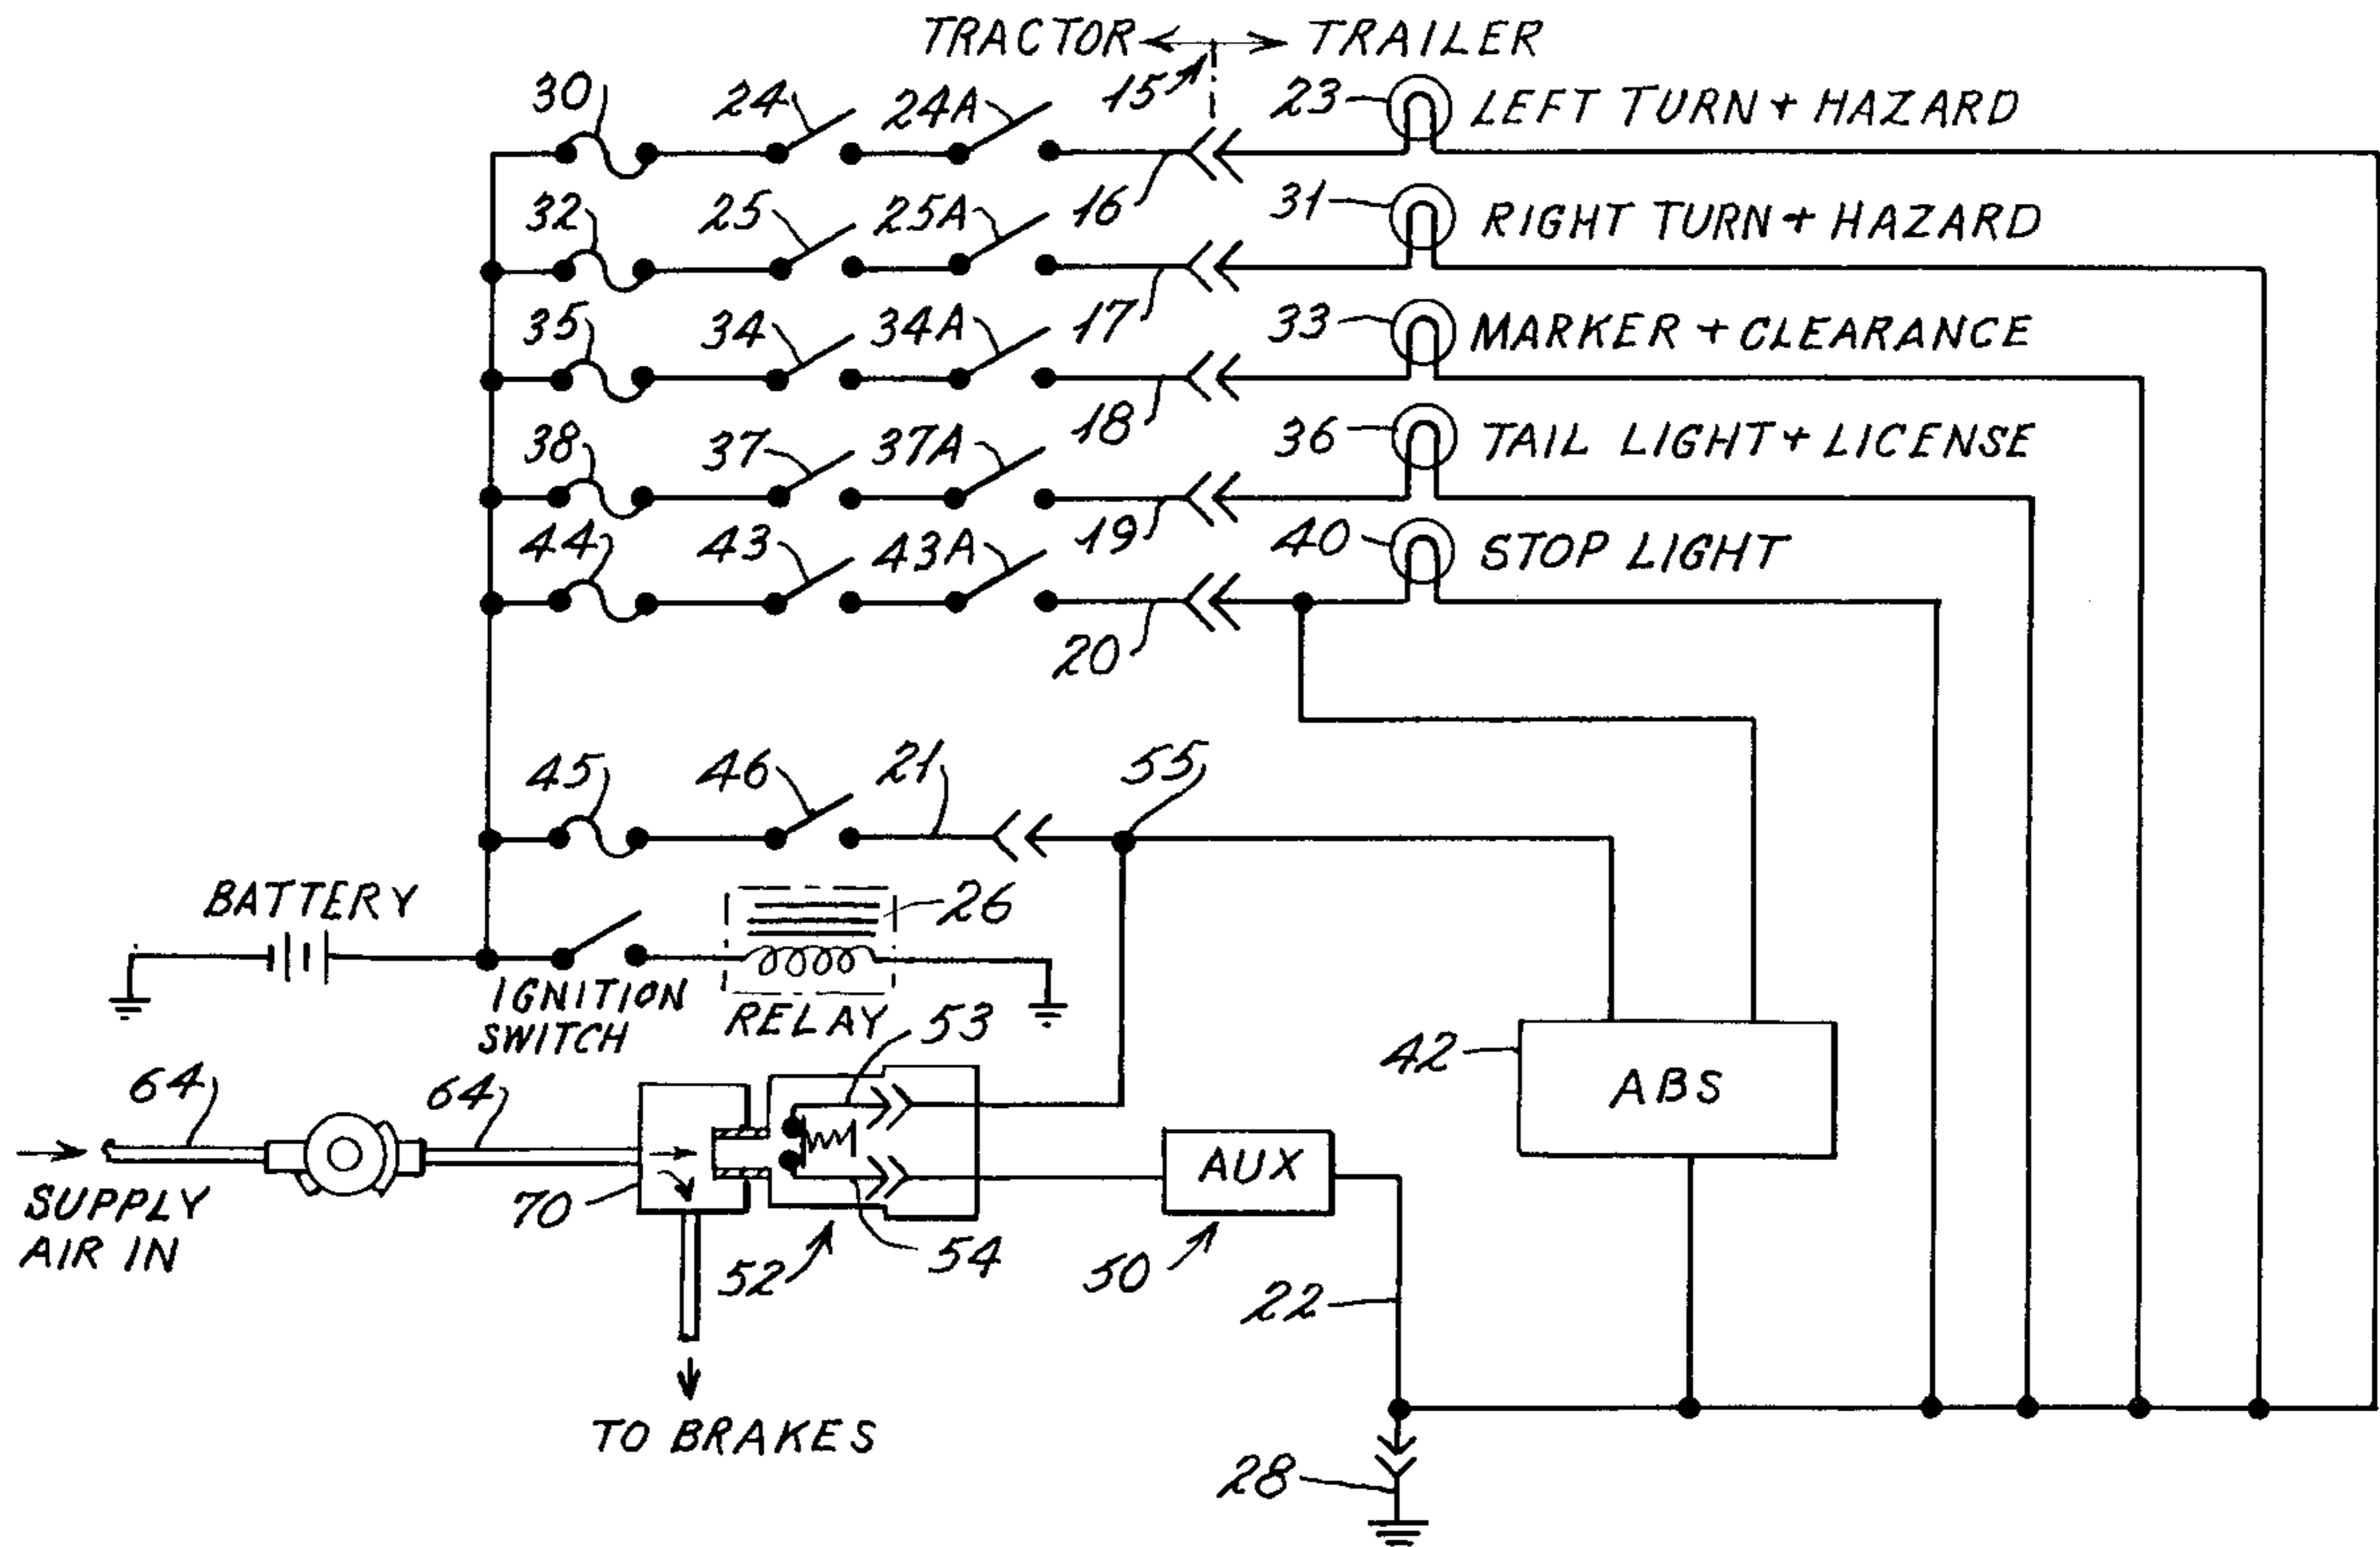 TRACTOR TRAILER
15
30 24 24A 23 LEFT TURN + HAZARD
16
32 25 25A 31 RIGHT TURN + HAZARD
17
35 34 34A 33 MARKER + CLEARANCE
18
38 37 37A 36 TAIL LIGHT + LICENSE
19
44 43 43A 40 STOP LIGHT
20
45 46 21 55
BATTERY 26
IGNITION
SWITCH
RELAY 53
42 ABS
64 64
SUPPLY
AIR IN
70 52 54
AUX
50
22
TO BRAKES
28